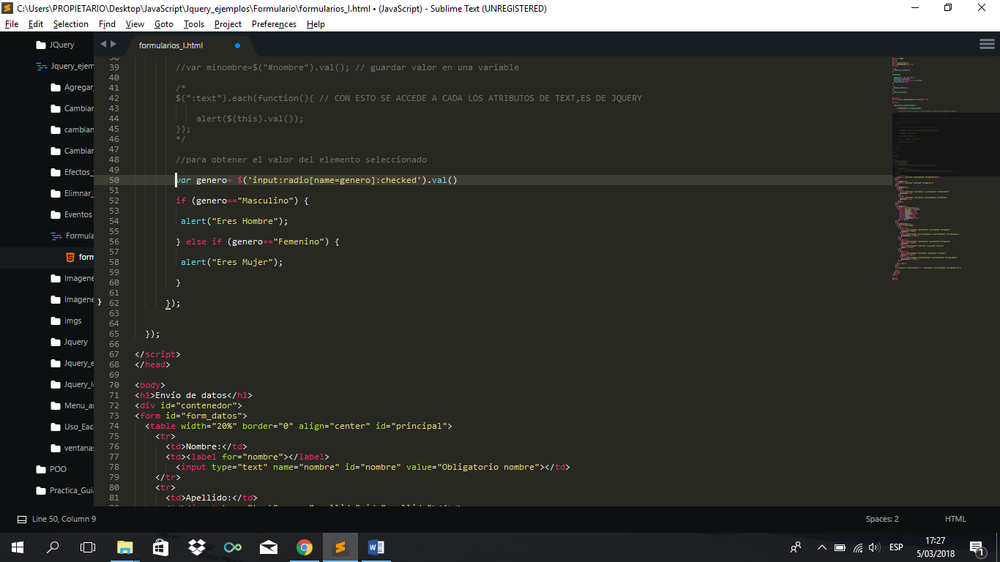 C:\Users\PROPIETARIO\Desktop\JavaScript\Jquery_ejemplos\Formulario\formularios_I.html • (JavaScript) - Sublime Text (UNREGISTERED)
File Edit Selection Find View Goto Tools Project Preferences Help
JQuery
Jquery_ejem
Agregar_
Cambiar
cambian
Cambiar
Efectos_
Elimnar_
Eventos
Formula
form
Imagene
Imagene
imgs
Jquery
Jquery_e
Jquery_Ie
Menu_a
Uso_Eac
ventanas
POO
Practica_Guia
formularios_I.html
39 //var minombre=$("#nombre").val(); // guardar valor en una variable
40
41 /*
42 $(":text").each(function(){ // CON ESTO SE ACCEDE A CADA LOS ATRIBUTOS DE TEXT,ES DE JQUERY
43
44 alert($(this).val());
45 });
46 */
47
48 //para obtener el valor del elemento seleccionado
49
50 var genero= $('input:radio[name=genero]:checked').val()
51
52 if (genero=="Masculino") {
53
54 alert("Eres Hombre");
55
56 } else if (genero=="Femenino") {
57
58 alert("Eres Mujer");
59
60 }
61
} 62 });
63
64
65 });
66
67 </script>
68 </head>
69
70 <body>
71 <h1>Envío de datos</h1>
72 <div id="contenedor">
73 <form id="form_datos">
74 <table width="20%" border="0" align="center" id="principal">
75 <tr>
76 <td>Nombre:</td>
77 <td><label for="nombre"></label>
78 <input type="text" name="nombre" id="nombre" value="Obligatorio nombre"></td>
79 </tr>
80 <tr>
81 <td>Apellido:</td>
Line 50, Column 9
Spaces: 2
HTML
ESP
17:27
5/03/2018
1